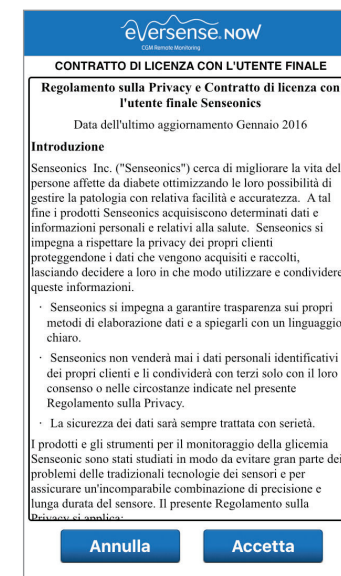 eversense. NOW
CGM Remote Monitoring
CONTRATTO DI LICENZA CON L'UTENTE FINALE
Regolamento sulla Privacy e Contratto di licenza con
l'utente finale Senseonics
Data dell'ultimo aggiornamento Gennaio 2016
Introduzione
Senseonics Inc. ("Senseonics") cerca di migliorare la vita del
persone affette da diabete ottimizzando le loro possibilità di
gestire la patologia con relativa facilità e accuratezza. A tal
fine i prodotti Senseonics acquisiscono determinati dati e
informazioni personali e relativi alla salute. Senseonics si
impegna a rispettare la privacy dei propri clienti
proteggendone i dati che vengono acquisiti e raccolti,
lasciando decidere a loro in che modo utilizzare e condividere
queste informazioni.
· Senseonics si impegna a garantire trasparenza sui propri
metodi di elaborazione dati e a spiegarli con un linguaggio
chiaro.
· Senseonics non venderà mai i dati personali identificativi
dei propri clienti e li condividerà con terzi solo con il loro
consenso o nelle circostanze indicate nel presente
Regolamento sulla Privacy.
· La sicurezza dei dati sarà sempre trattata con serietà.
I prodotti e gli strumenti per il monitoraggio della glicemia
Senseonic sono stati studiati in modo da evitare gran parte dei
problemi delle tradizionali tecnologie dei sensori e per
assicurare un'incomparabile combinazione di precisione e
lunga durata del sensore. Il presente Regolamento sulla
Privacy si applica:
Annulla
Accetta